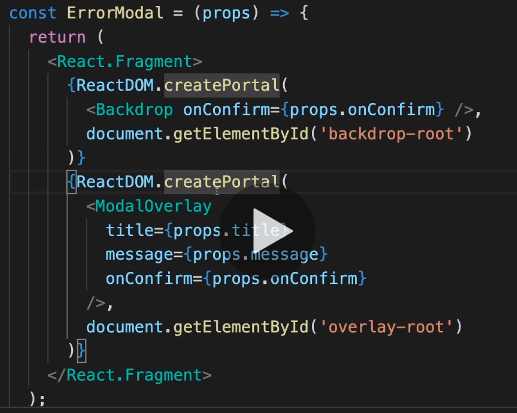 const ErrorModal = (props) => {
return (
<React.Fragment>
{ReactDOM.createPortal(
<Backdrop onConfirm={props.onConfirm} />,
document.getElementById('backdrop-root')
)}
{ReactDOM.createPortal(
<ModalOverlay
title={props.title}
message={props.message}
onConfirm={props.onConfirm}
/>,
document.getElementById('overlay-root')
)}
</React.Fragment>
);